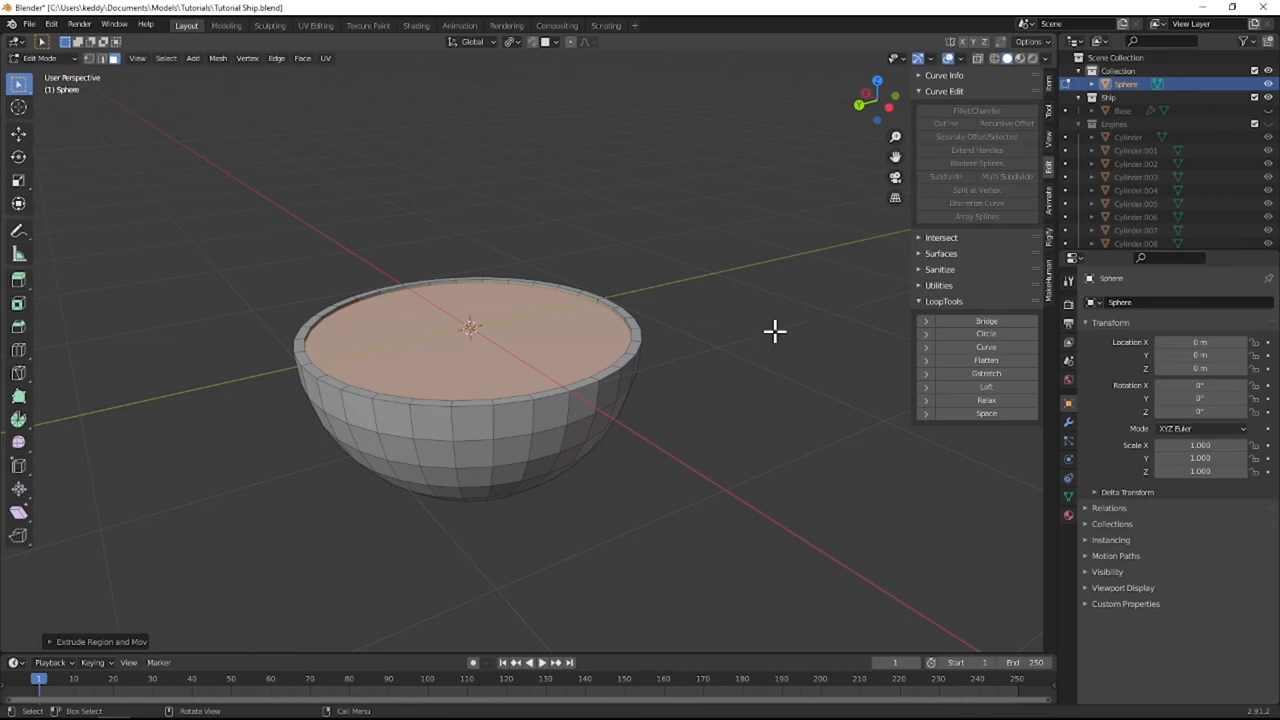 Blender* [C:\Users\keddy\Documents\Models\Tutorials\Tutorial Ship.blend]
File Edit Render Window Help Layout Modeling Sculpting UV Editing Texture Paint Shading Animation Rendering Compositing Scripting + Scene View Layer
Global X Y Z Options
Edit Mode View Select Add Mesh Vertex Edge Face UV
User Perspective
(1) Sphere
Curve Info
Curve Edit
Fillet/Chamfer
Outline Recursive Offset
Separate Offset/Selected
Extend Handles
Boolean Splines
Subdivide Multi Subdivide
Split at Vertex
Discretize Curve
Array Splines
Intersect
Surfaces
Sanitize
Utilities
LoopTools
Bridge
Circle
Curve
Flatten
Gstretch
Loft
Relax
Space
Item
Tool
View
Edit
Animate
Rigify
MakeHuman
Scene Collection
Collection
Sphere
Ship
Base
Engines
Cylinder
Cylinder.001
Cylinder.002
Cylinder.003
Cylinder.004
Cylinder.005
Cylinder.006
Cylinder.007
Cylinder.008
Sphere
Sphere
Transform
Location X 0 m
Y 0 m
Z 0 m
Rotation X 0°
Y 0°
Z 0°
Mode XYZ Euler
Scale X 1.000
Y 1.000
Z 1.000
Delta Transform
Relations
Collections
Instancing
Motion Paths
Visibility
Viewport Display
Custom Properties
Extrude Region and Mov
Playback Keying View Marker 1 Start 1 End 250
1 10 20 30 40 50 60 70 80 90 100 110 120 130 140 150 160 170 180 190 200 210 220 230 240 250
Select Box Select Rotate View Call Menu 2.91.2